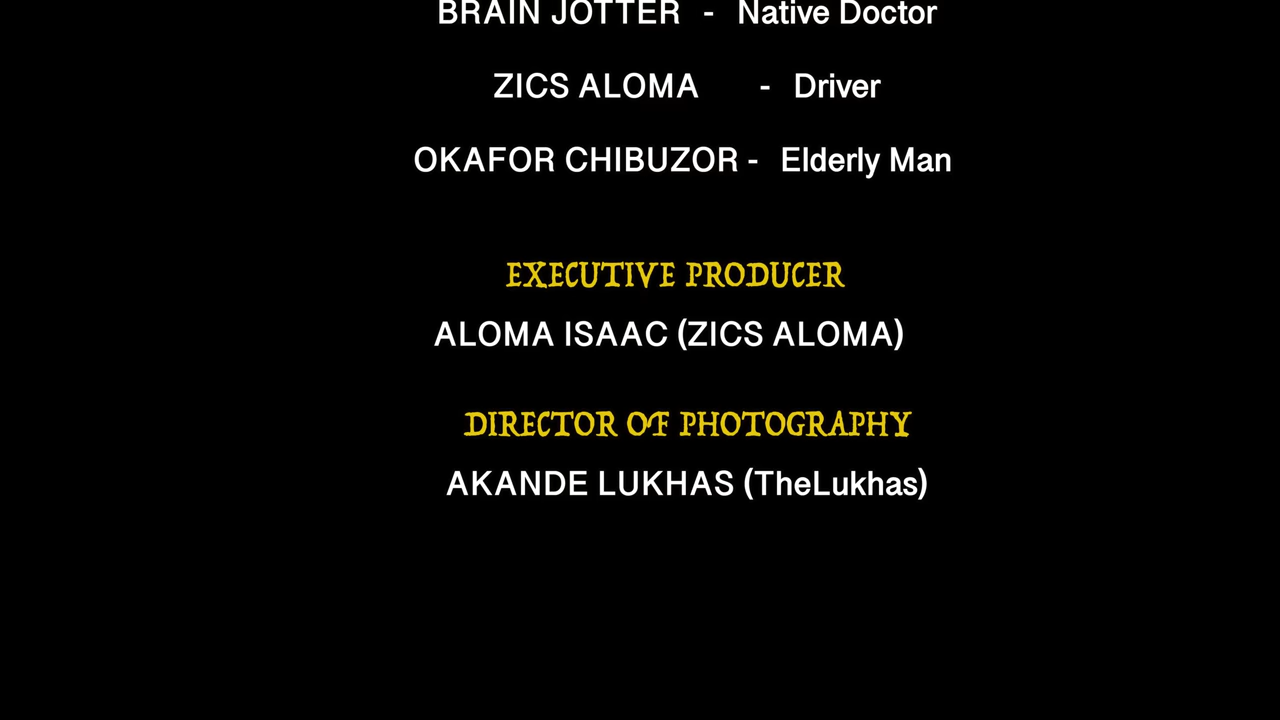 BRAIN JOTTER - Native Doctor
ZICS ALOMA - Driver
OKAFOR CHIBUZOR - Elderly Man
EXECUTIVE PRODUCER
ALOMA ISAAC (ZICS ALOMA)
DIRECTOR OF PHOTOGRAPHY
AKANDE LUKHAS (TheLukhas)